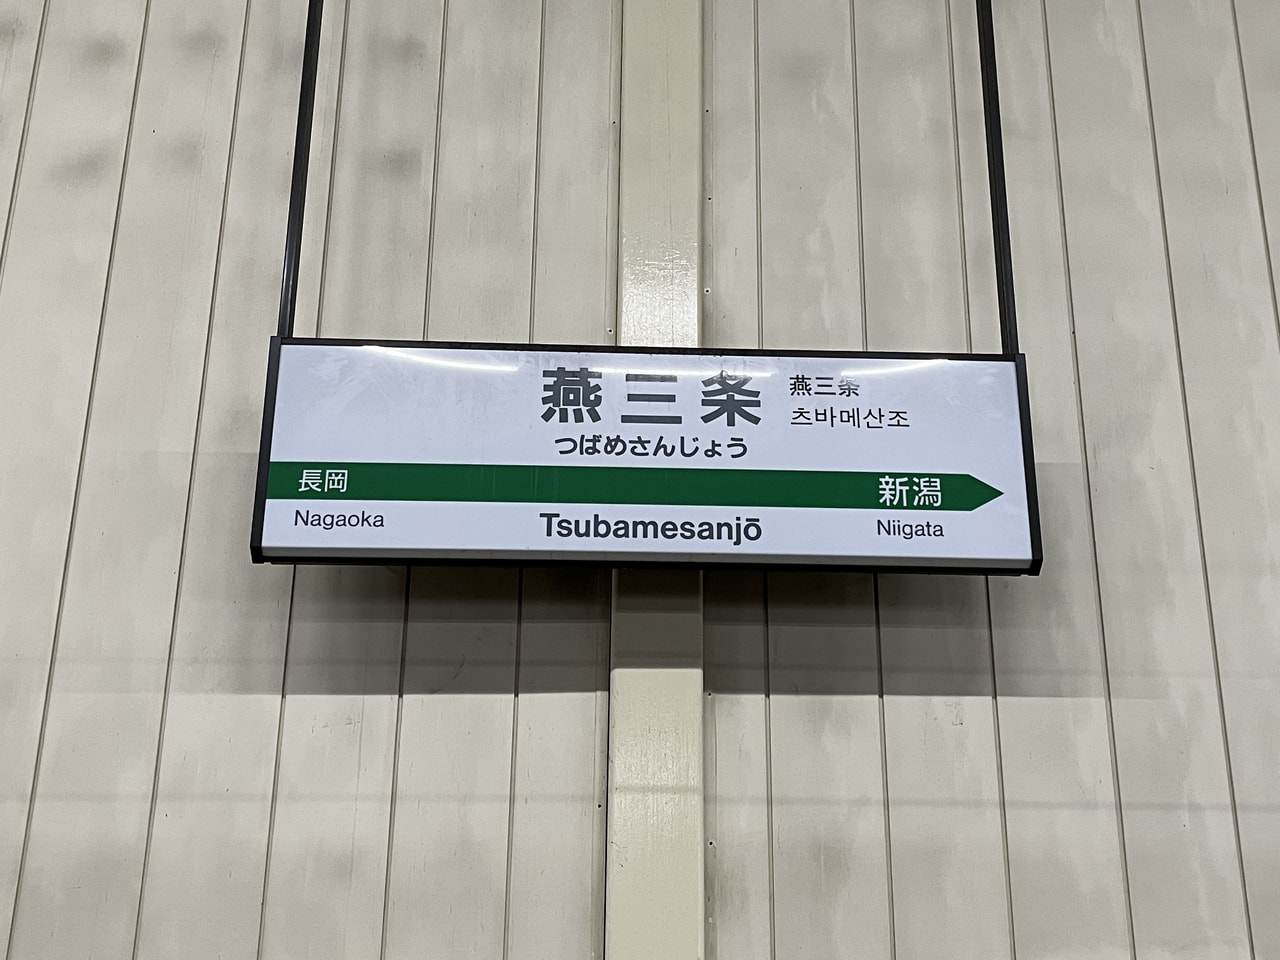 燕三条
燕三条
츠바메산조
つばめさんじょう
長岡
新潟
Nagaoka
Tsubamesanjō
Niigata